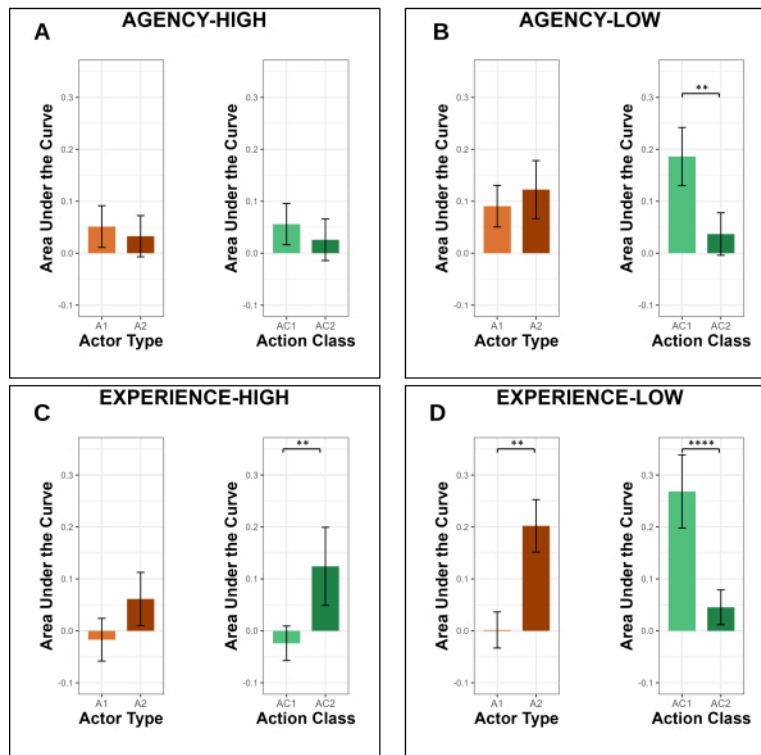 A
AGENCY-HIGH
Area Under the Curve
0.3
0.2
0.1
0.0
-0.1
A1 A2
Actor Type
Area Under the Curve
0.3
0.2
0.1
0.0
-0.1
AC1 AC2
Action Class
B
AGENCY-LOW
Area Under the Curve
0.3
0.2
0.1
0.0
-0.1
A1 A2
Actor Type
Area Under the Curve
**
0.3
0.2
0.1
0.0
-0.1
AC1 AC2
Action Class
C
EXPERIENCE-HIGH
Area Under the Curve
0.3
0.2
0.1
0.0
-0.1
A1 A2
Actor Type
Area Under the Curve
**
0.3
0.2
0.1
0.0
-0.1
AC1 AC2
Action Class
D
EXPERIENCE-LOW
Area Under the Curve
**
0.3
0.2
0.1
0.0
-0.1
A1 A2
Actor Type
Area Under the Curve
****
0.3
0.2
0.1
0.0
-0.1
AC1 AC2
Action Class